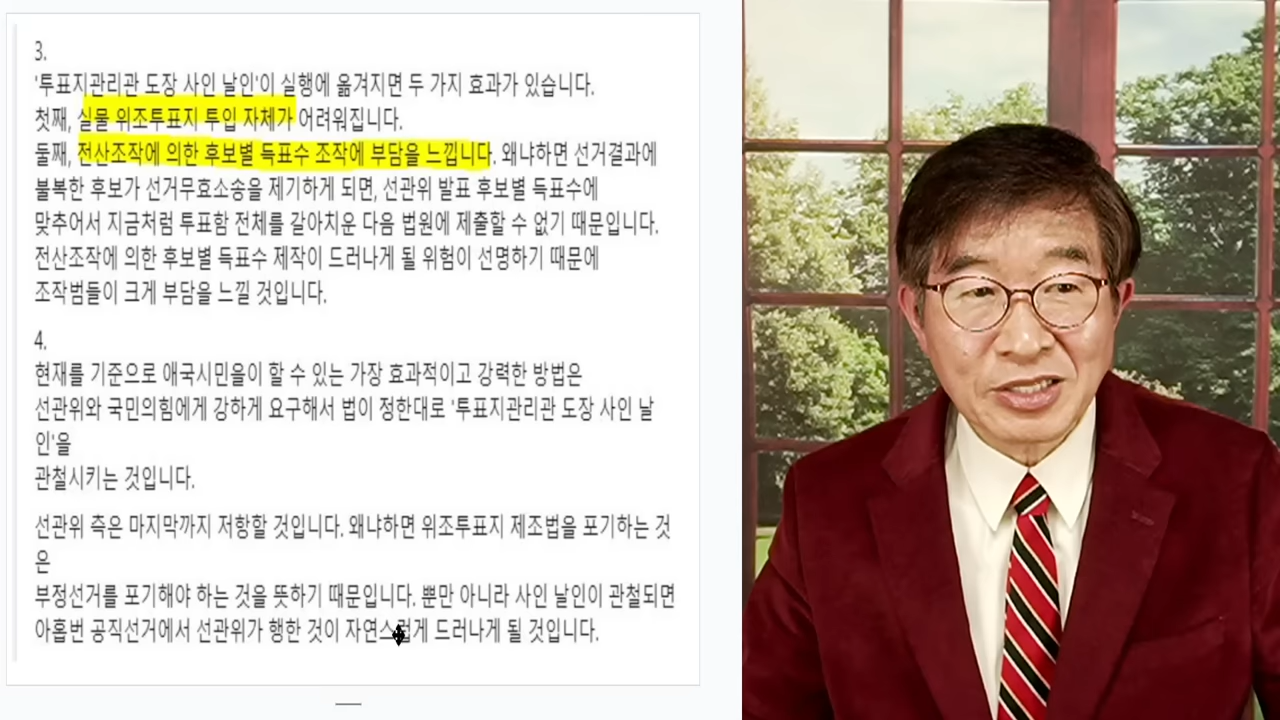 3.
'투표지관리관 도장 사인 날인'이 실행에 옮겨지면 두 가지 효과가 있습니다.
첫째, 실물 위조투표지 투입 자체가 어려워집니다.
둘째, 전산조작에 의한 후보별 득표수 조작에 부담을 느낍니다. 왜냐하면 선거결과에
불복한 후보가 선거무효소송을 제기하게 되면, 선관위 발표 후보별 득표수에
맞추어서 지금처럼 투표함 전체를 갈아치운 다음 법원에 제출할 수 없기 때문입니다.
전산조작에 의한 후보별 득표수 제작이 드러나게 될 위험이 선명하기 때문에
조작범들이 크게 부담을 느낄 것입니다.
4.
현재를 기준으로 애국시민들이 할 수 있는 가장 효과적이고 강력한 방법은
선관위와 국민의힘에게 강하게 요구해서 법이 정한대로 '투표지관리관 도장 사인 날
인'을
관철시키는 것입니다.
선관위 측은 마지막까지 저항할 것입니다. 왜냐하면 위조투표지 제조법을 포기하는 것
은
부정선거를 포기해야 하는 것을 뜻하기 때문입니다. 뿐만 아니라 사인 날인이 관철되면
아홉번 공직선거에서 선관위가 행한 것이 자연스럽게 드러나게 될 것입니다.